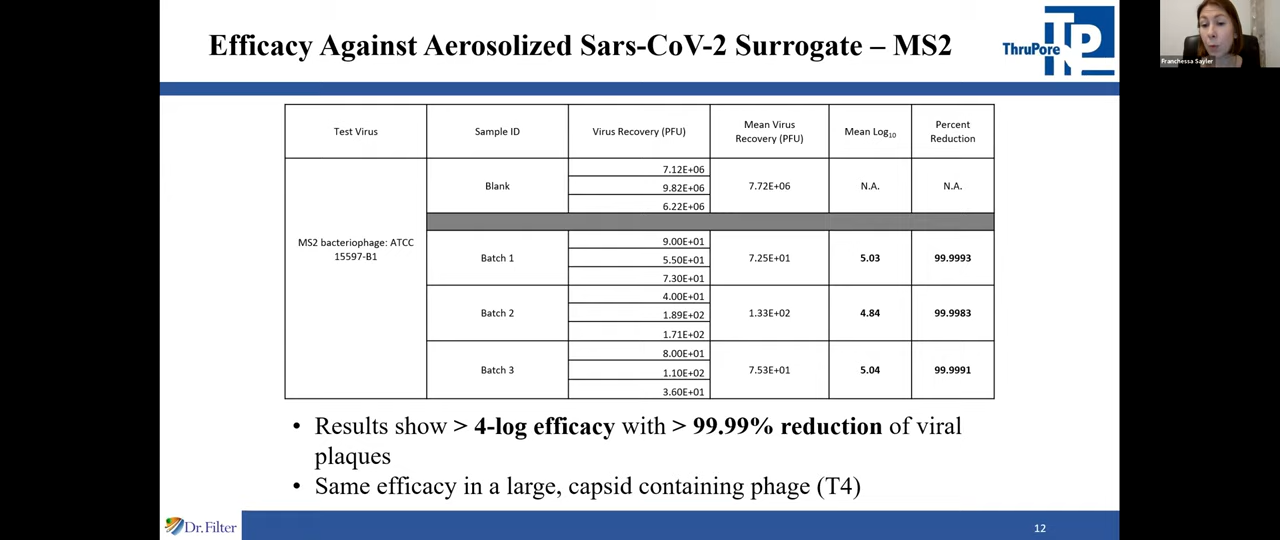 Efficacy Against Aerosolized Sars-CoV-2 Surrogate – MS2
ThruPore
TPT
Franchessa Sayler
Test Virus
Sample ID
Virus Recovery (PFU)
Mean Virus
Recovery (PFU)
Mean Log10
Percent
Reduction
MS2 bacteriophage: ATCC
15597-B1
Blank
7.12E+06
9.82E+06
6.22E+06
7.72E+06
N.A.
N.A.
Batch 1
9.00E+01
5.50E+01
7.30E+01
7.25E+01
5.03
99.9993
Batch 2
4.00E+01
1.89E+02
1.71E+02
1.33E+02
4.84
99.9983
Batch 3
8.00E+01
1.10E+02
3.60E+01
7.53E+01
5.04
99.9991
• Results show > 4-log efficacy with > 99.99% reduction of viral
plaques
• Same efficacy in a large, capsid containing phage (T4)
Dr.Filter
12